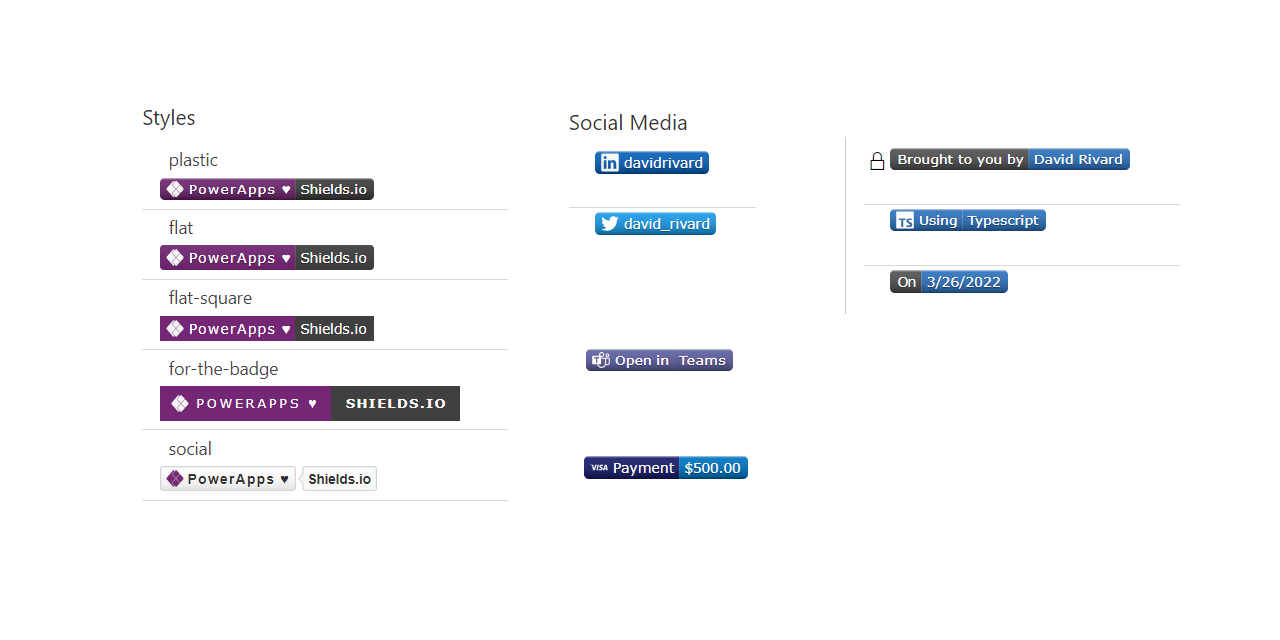 Styles
plastic
PowerApps ♥ Shields.io
flat
PowerApps ♥ Shields.io
flat-square
PowerApps ♥ Shields.io
for-the-badge
POWERAPPS ♥ SHIELDS.IO
social
PowerApps ♥ Shields.io
Social Media
in davidrivard
david_rivard
Open in Teams
VISA Payment $500.00
Brought to you by David Rivard
TS Using Typescript
On 3/26/2022